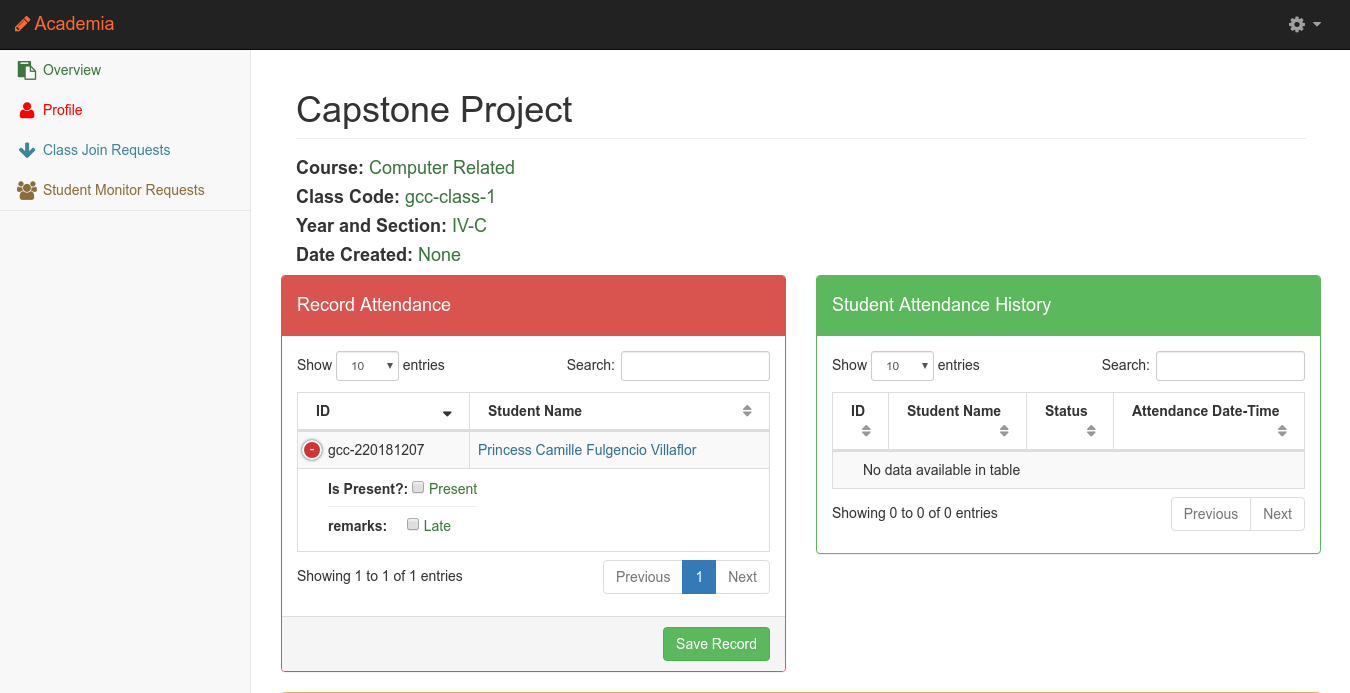 Academia
Overview
Profile
Class Join Requests
Student Monitor Requests
Capstone Project
Course: Computer Related
Class Code: gcc-class-1
Year and Section: IV-C
Date Created: None
Record Attendance
Show 10 entries Search:
ID Student Name
- gcc-220181207 Princess Camille Fulgencio Villaflor
Is Present?: Present
remarks: Late
Showing 1 to 1 of 1 entries Previous 1 Next
Save Record
Student Attendance History
Show 10 entries Search:
ID Student Name Status Attendance Date-Time
No data available in table
Showing 0 to 0 of 0 entries Previous Next